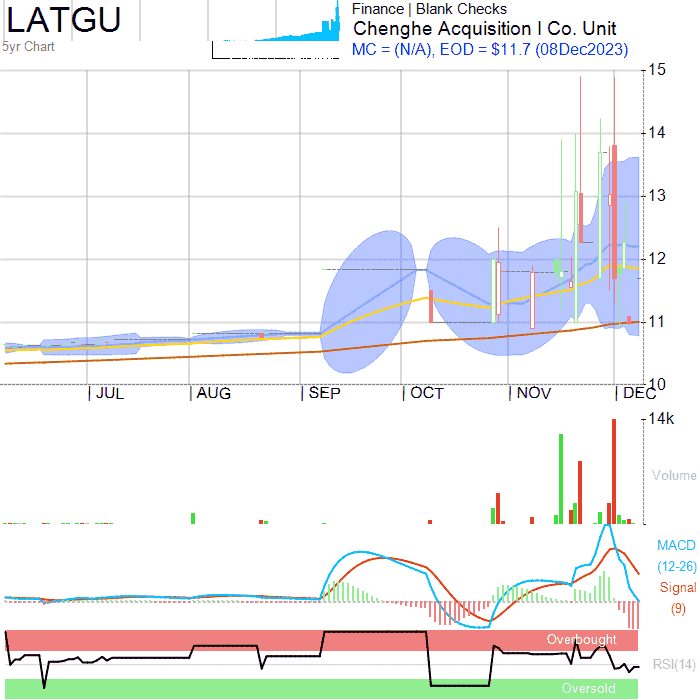 LATGU
5yr Chart
Finance | Blank Checks
Chenghe Acquisition I Co. Unit
MC = (N/A), EOD = $11.7 (08Dec2023)
15
14
13
12
11
10
JUL AUG SEP OCT NOV DEC
14k
Volume
MACD
(12-26)
Signal
(9)
Overbought
RSI(14)
Oversold